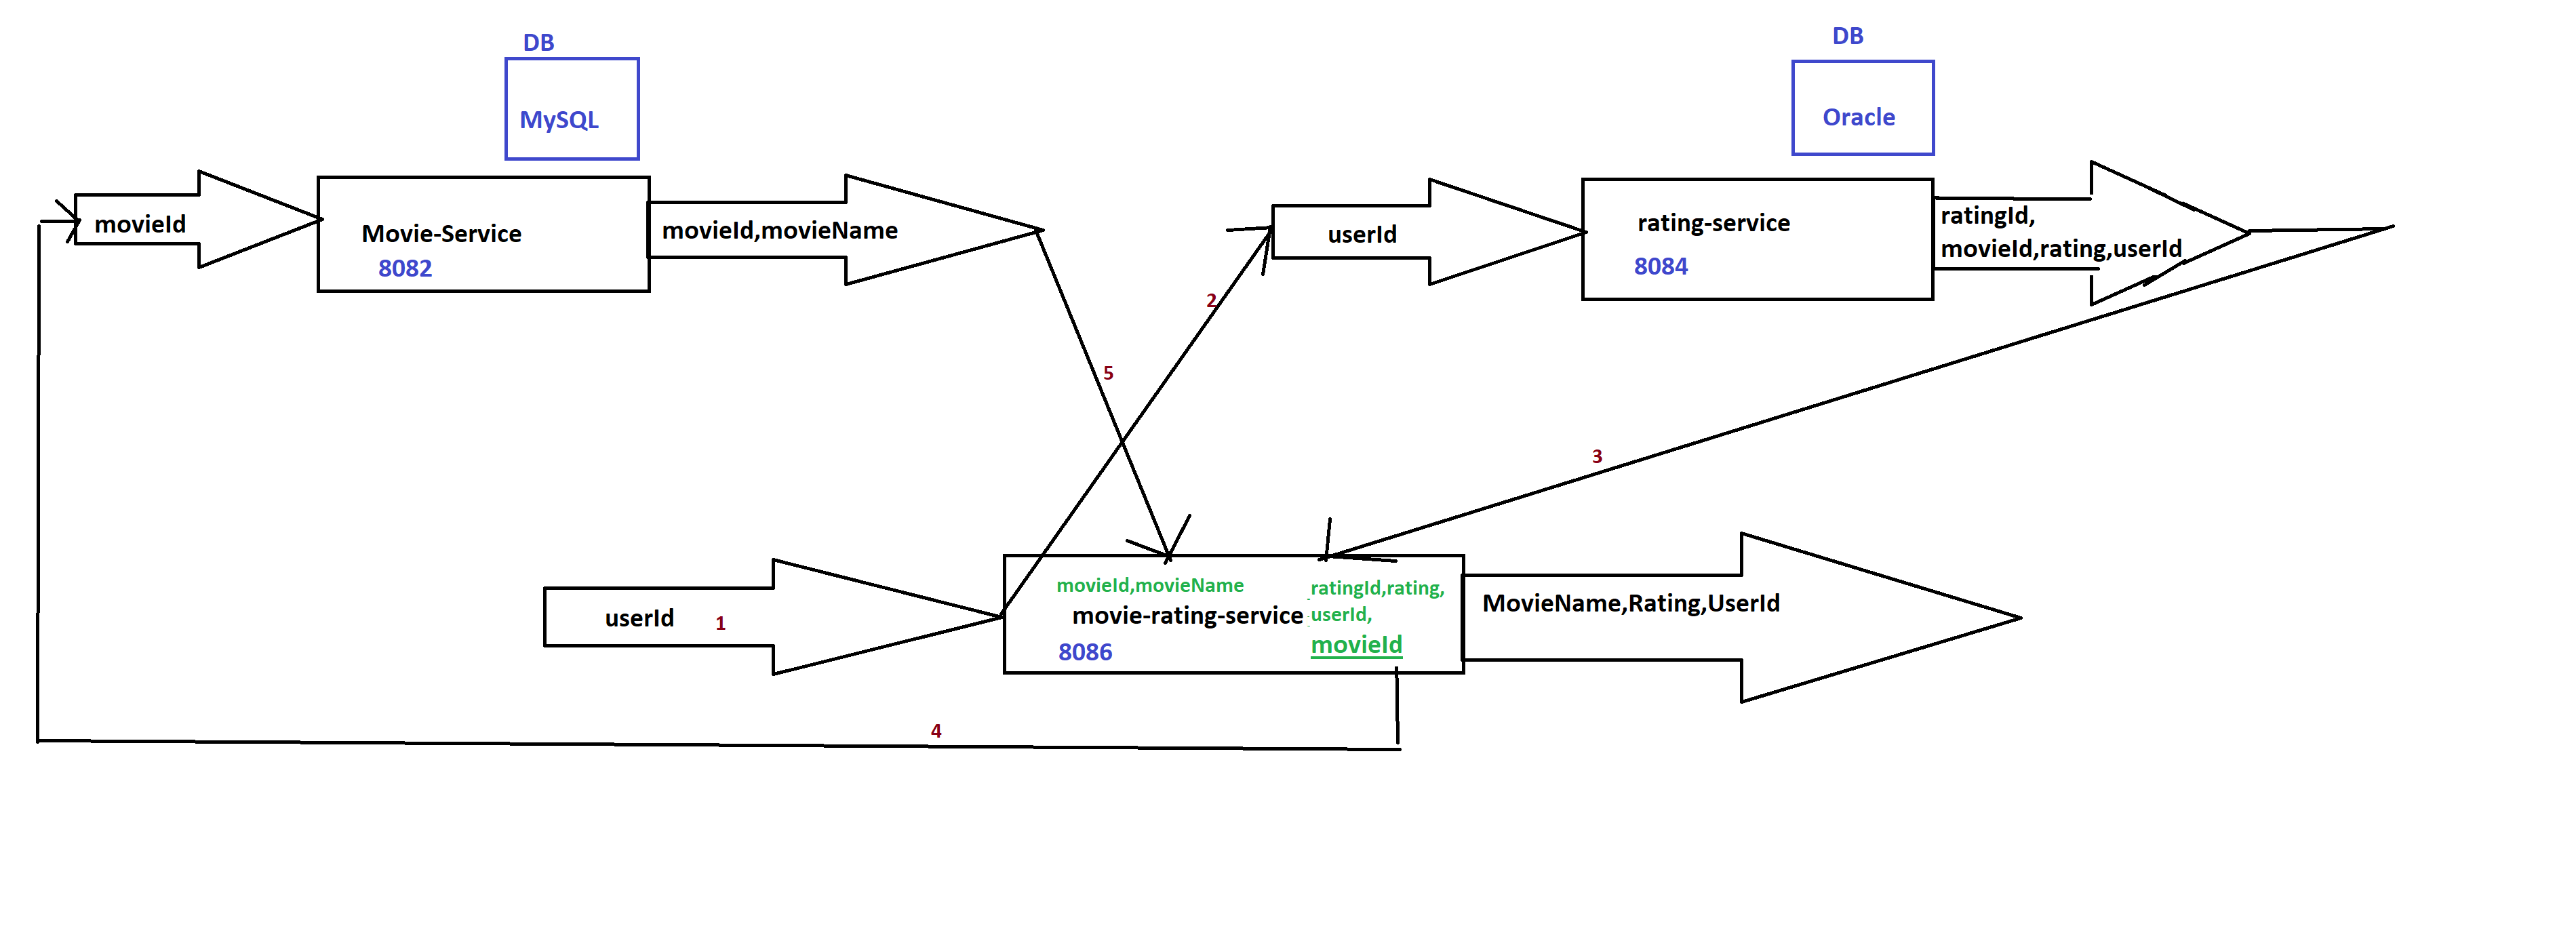 DB
MySQL
DB
Oracle
movieId
Movie-Service
8082
movieId,movieName
userId
rating-service
8084
ratingId,
movieId,rating,userId
2
5
3
userId
1
movieId,movieName
movie-rating-service
8086
ratingId,rating,
userId,
movieId
MovieName,Rating,UserId
4